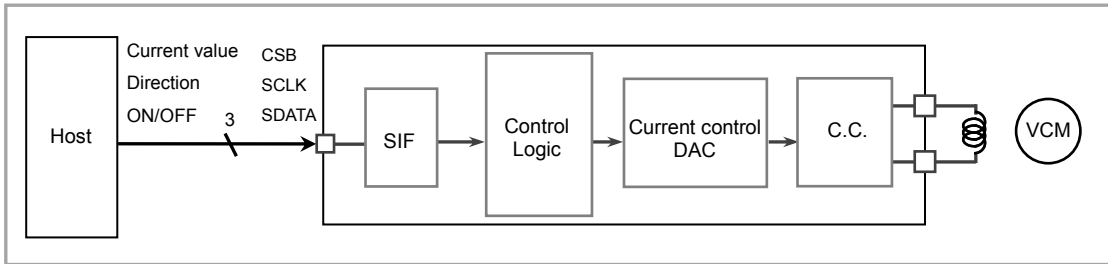 Host
Current value
Direction
ON/OFF
3
CSB
SCLK
SDATA
SIF
Control
Logic
Current control
DAC
C.C.
VCM